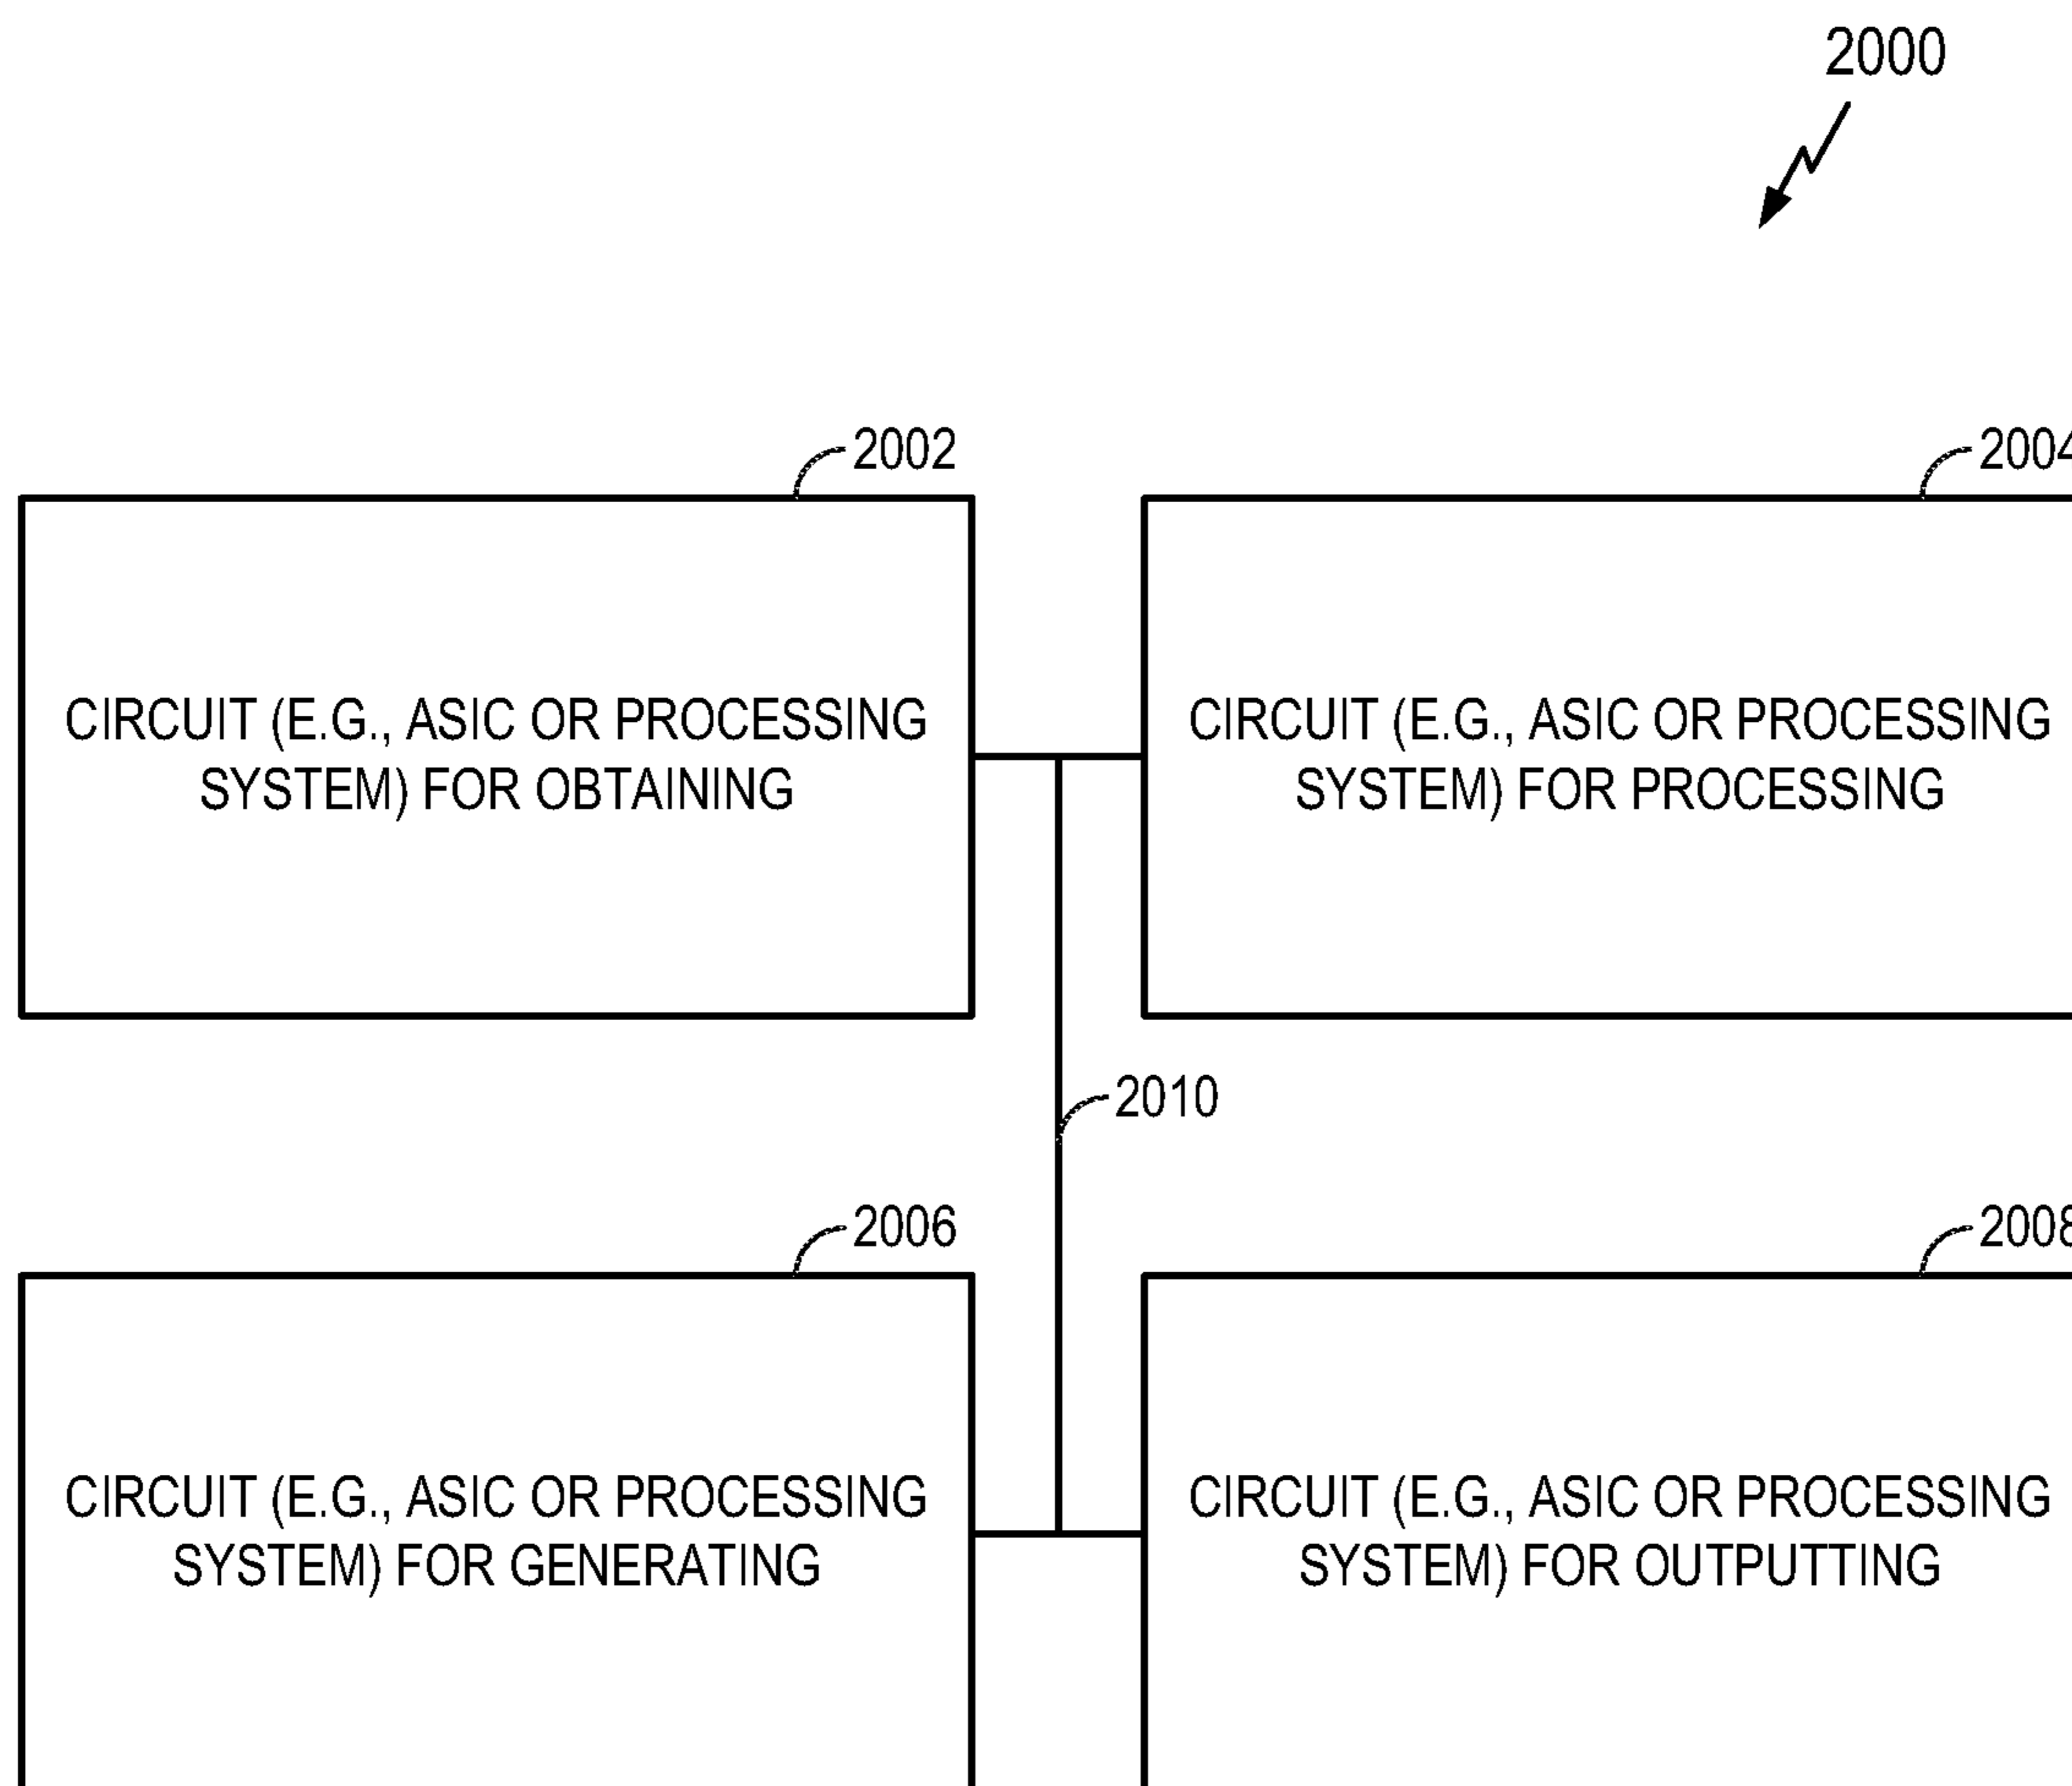 2000
2002
2004
CIRCUIT (E.G., ASIC OR PROCESSING
SYSTEM) FOR OBTAINING
CIRCUIT (E.G., ASIC OR PROCESSING
SYSTEM) FOR PROCESSING
2010
2006
2008
CIRCUIT (E.G., ASIC OR PROCESSING
SYSTEM) FOR GENERATING
CIRCUIT (E.G., ASIC OR PROCESSING
SYSTEM) FOR OUTPUTTING